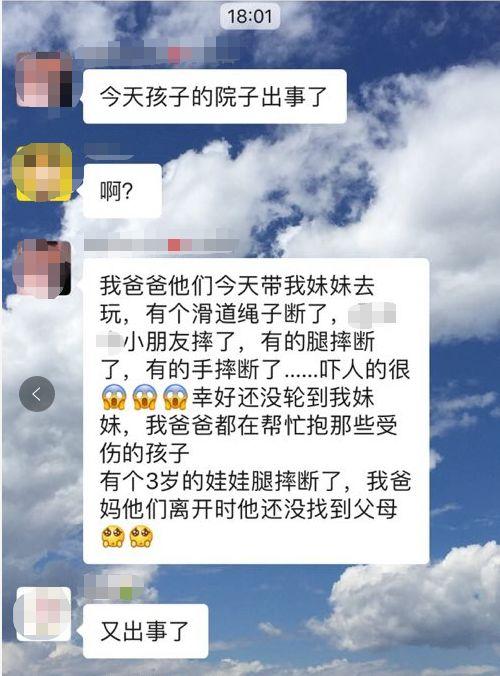 18:01
今天孩子的院子出事了
啊?
我爸爸他们今天带我妹妹去
玩，有个滑道绳子断了，
小朋友摔了，有的腿摔断
了，有的手摔断了......吓人的很
😱😱😱幸好还没轮到我妹
妹，我爸爸都在帮忙抱那些受
伤的孩子
有个3岁的娃娃腿摔断了，我爸
妈他们离开时他还没找到父母
🥺🥺
又出事了